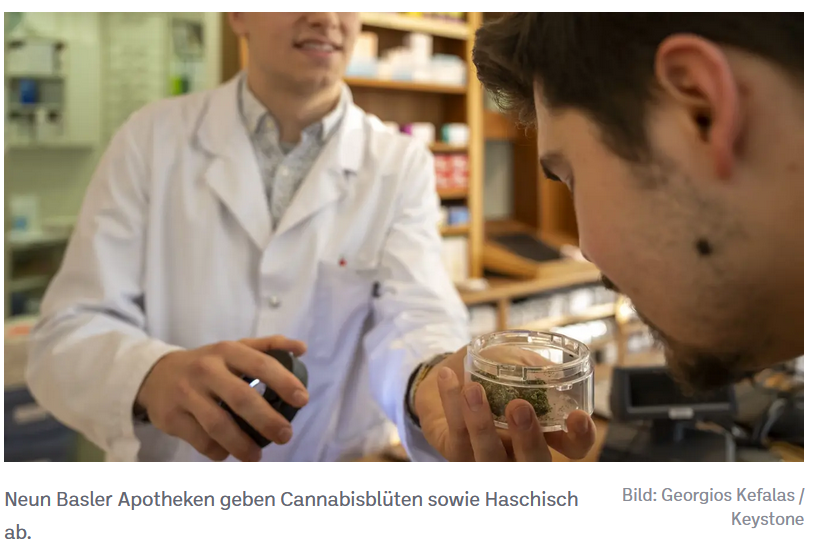 Neun Basler Apotheken geben Cannabisblüten sowie Haschisch
ab.
Bild: Georgios Kefalas /
Keystone